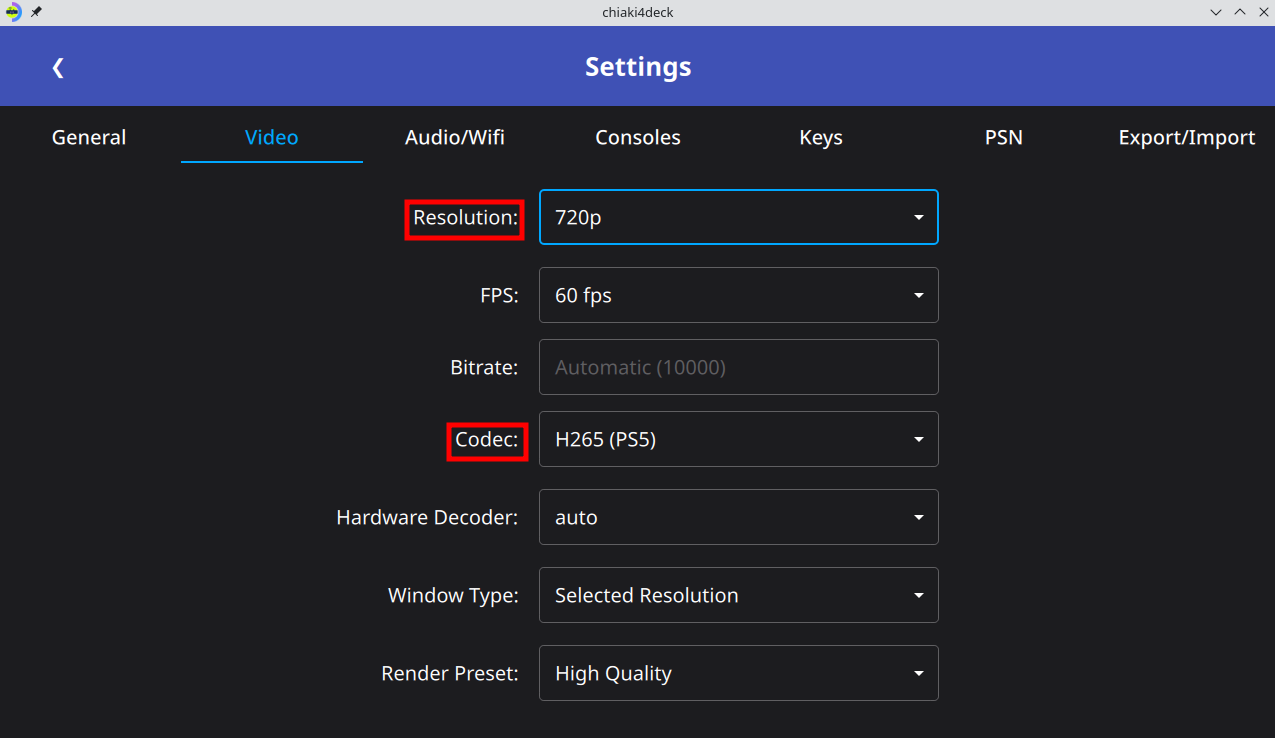 chiaki4deck
Settings
General Video Audio/Wifi Consoles Keys PSN Export/Import
Resolution: 720p
FPS: 60 fps
Bitrate: Automatic (10000)
Codec: H265 (PS5)
Hardware Decoder: auto
Window Type: Selected Resolution
Render Preset: High Quality